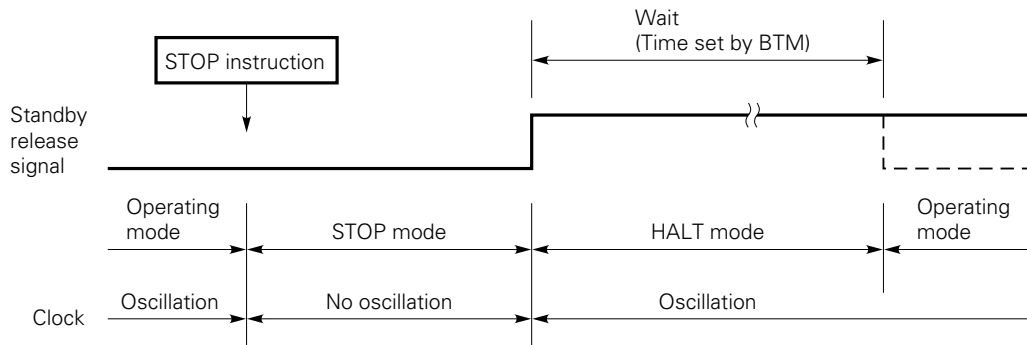 Wait
(Time set by BTM)
STOP instruction
Standby
release
signal
Operating
mode
STOP mode
HALT mode
Operating
mode
Clock
Oscillation
No oscillation
Oscillation